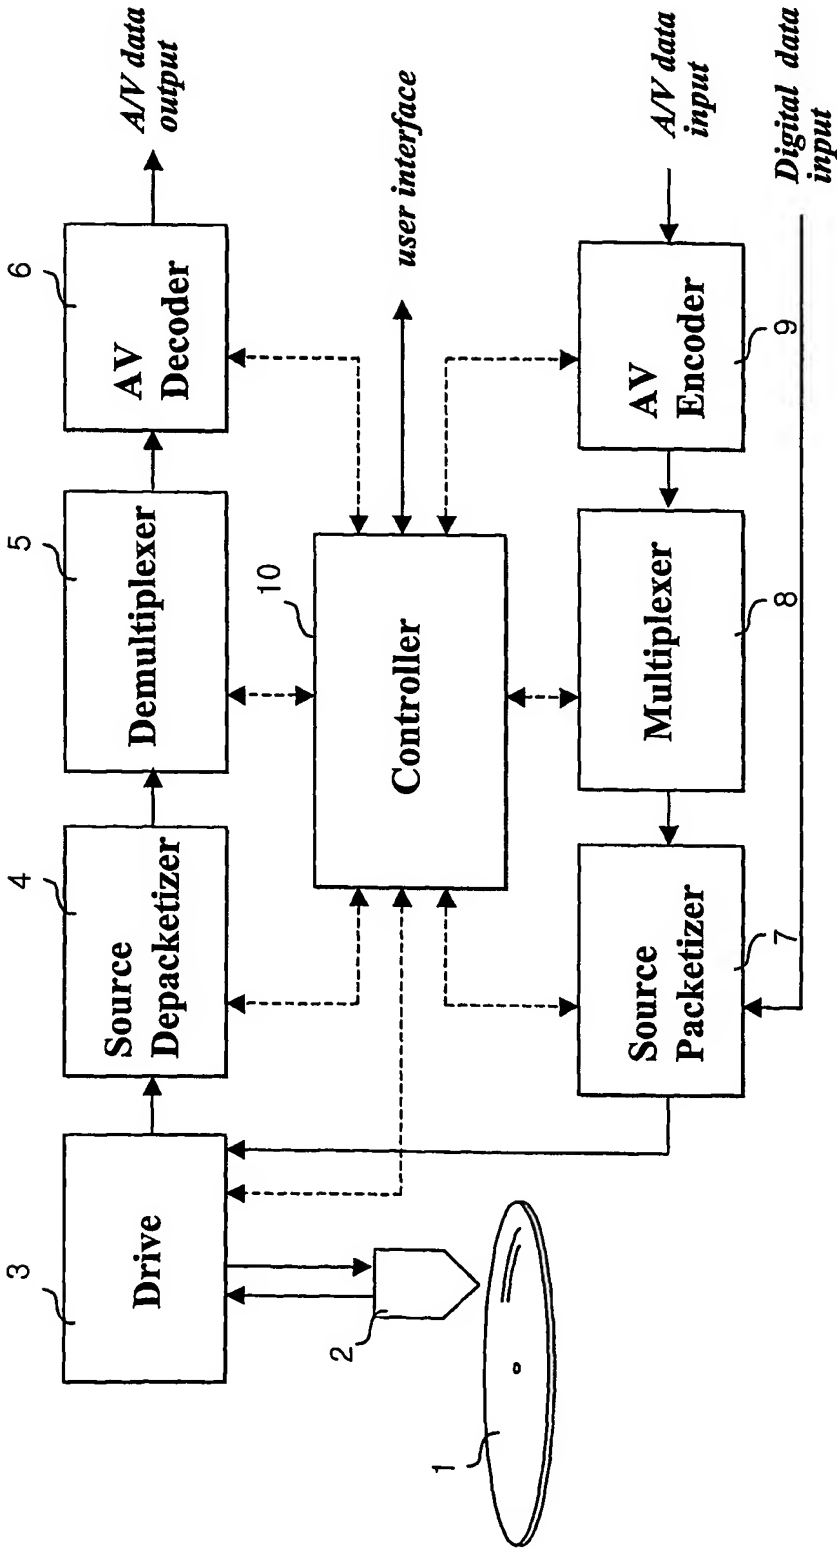 3
4
5
6
Drive
Source
Depacketizer
Demultiplexer
AV
Decoder
A/V data
output
2
10
Controller
user interface
1
Source
Packetizer
Multiplexer
AV
Encoder
A/V data
input
7
8
9
Digital data
input